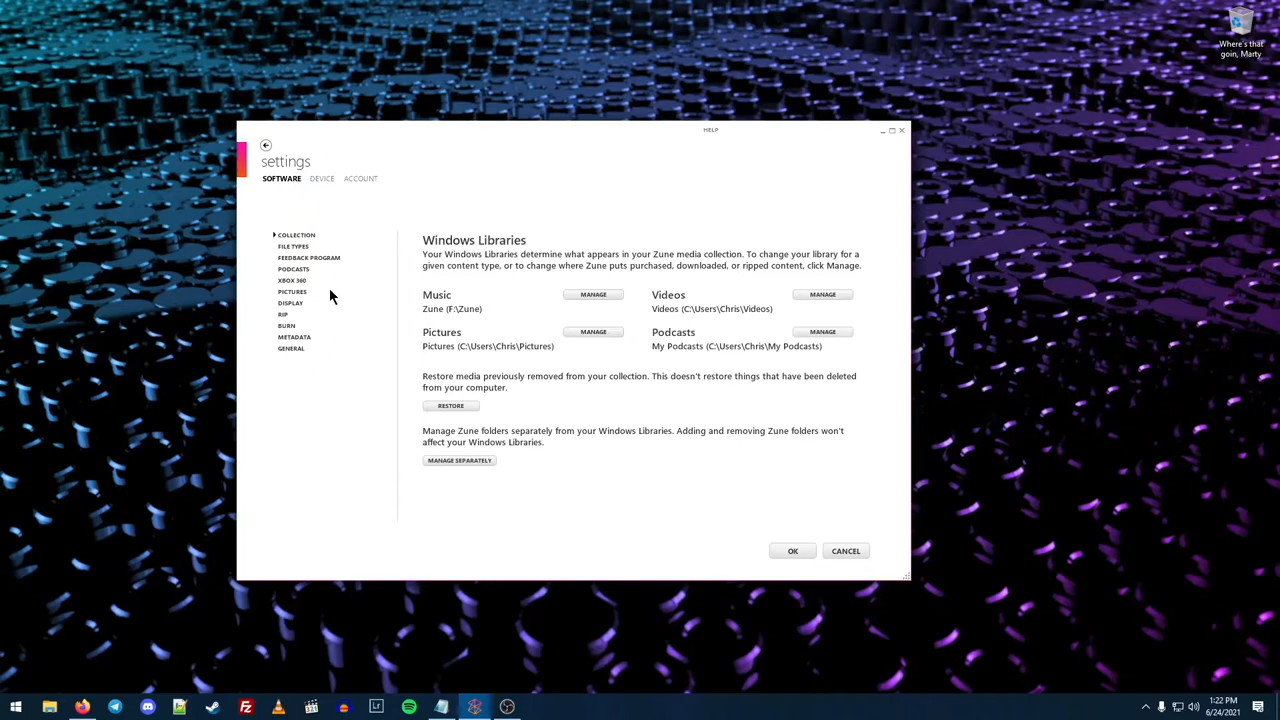 Where's that
goin, Marty
HELP
settings
SOFTWARE DEVICE ACCOUNT
COLLECTION
FILE TYPES
FEEDBACK PROGRAM
PODCASTS
XBOX 360
PICTURES
DISPLAY
RIP
BURN
METADATA
GENERAL
Windows Libraries
Your Windows Libraries determine what appears in your Zune media collection. To change your library for a
given content type, or to change where Zune puts purchased, downloaded, or ripped content, click Manage.
Music MANAGE
Zune (F:\Zune)
Videos MANAGE
Videos (C:\Users\Chris\Videos)
Pictures MANAGE
Pictures (C:\Users\Chris\Pictures)
Podcasts MANAGE
My Podcasts (C:\Users\Chris\My Podcasts)
Restore media previously removed from your collection. This doesn't restore things that have been deleted
from your computer.
RESTORE
Manage Zune folders separately from your Windows Libraries. Adding and removing Zune folders won't
affect your Windows Libraries.
MANAGE SEPARATELY
OK CANCEL
Lr
1:22 PM
6/24/2021